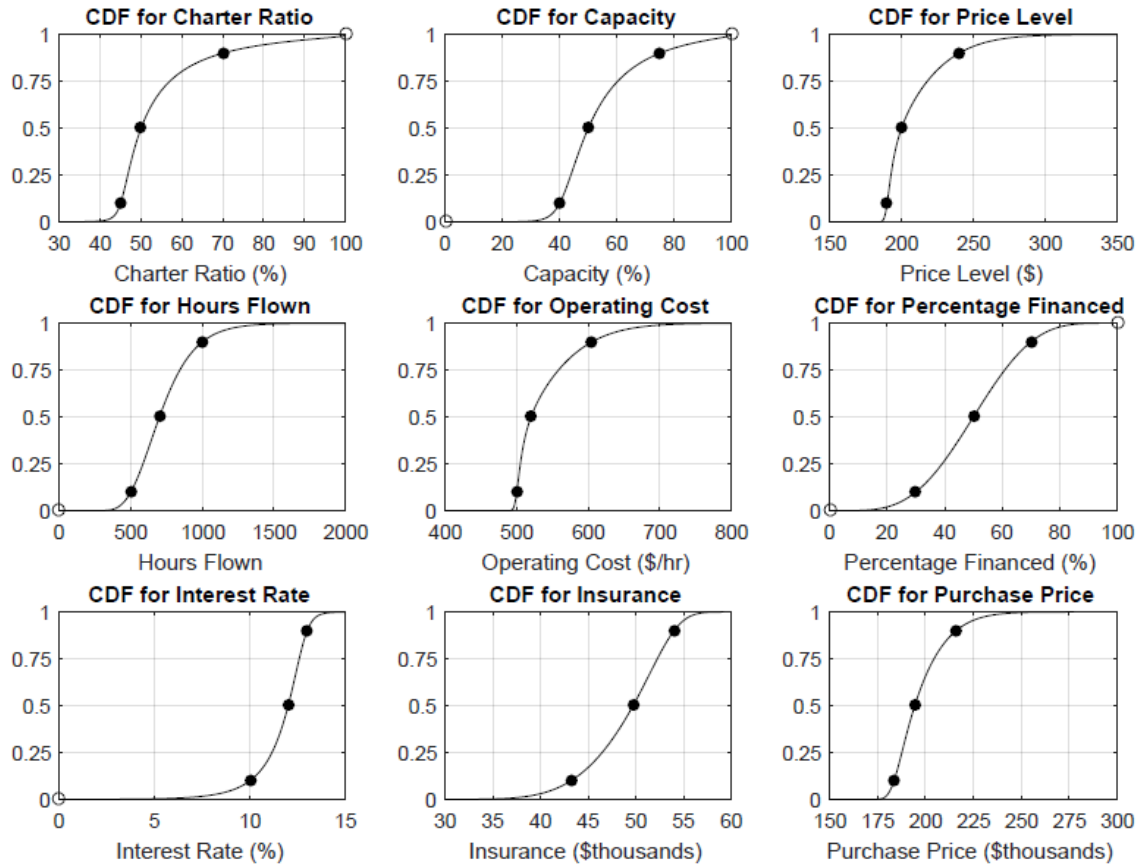 CDF for Charter Ratio
1
0.75
0.5
0.25
0
30 40 50 60 70 80 90 100
Charter Ratio (%)
CDF for Capacity
1
0.75
0.5
0.25
0
0 20 40 60 80 100
Capacity (%)
CDF for Price Level
1
0.75
0.5
0.25
0
150 200 250 300 350
Price Level ($)
CDF for Hours Flown
1
0.75
0.5
0.25
0
0 500 1000 1500 2000
Hours Flown
CDF for Operating Cost
1
0.75
0.5
0.25
0
400 500 600 700 800
Operating Cost ($/hr)
CDF for Percentage Financed
1
0.75
0.5
0.25
0
0 20 40 60 80 100
Percentage Financed (%)
CDF for Interest Rate
1
0.75
0.5
0.25
0
0 5 10 15
Interest Rate (%)
CDF for Insurance
1
0.75
0.5
0.25
0
30 35 40 45 50 55 60
Insurance ($thousands)
CDF for Purchase Price
1
0.75
0.5
0.25
0
150 175 200 225 250 275 300
Purchase Price ($thousands)